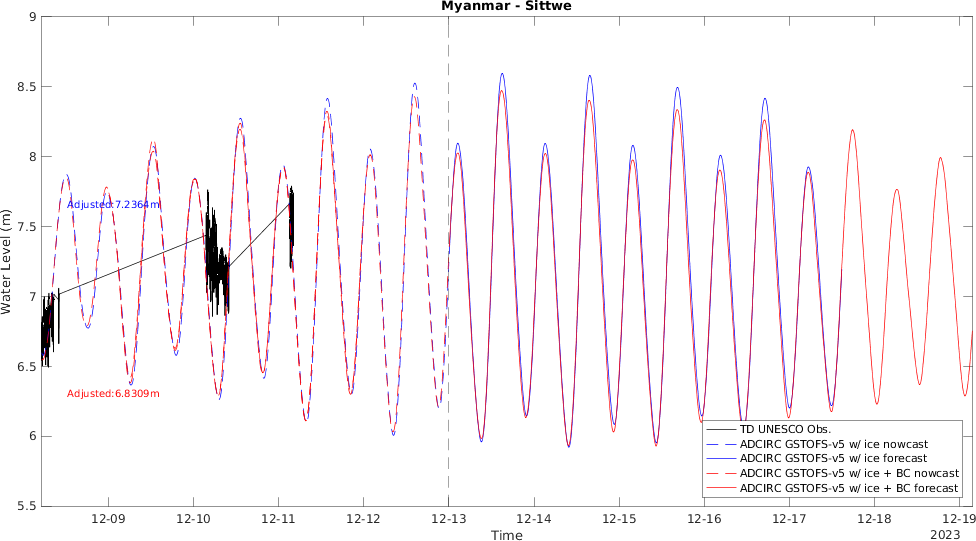 Myanmar - Sittwe
9
8.5
8
7.5
7
6.5
6
5.5
Water Level (m)
Adjusted:7.2364m
Adjusted:6.8309m
TD UNESCO Obs.
ADCIRC GSTOFS-v5 w/ ice nowcast
ADCIRC GSTOFS-v5 w/ ice forecast
ADCIRC GSTOFS-v5 w/ ice + BC nowcast
ADCIRC GSTOFS-v5 w/ ice + BC forecast
12-09 12-10 12-11 12-12 12-13 12-14 12-15 12-16 12-17 12-18 12-19
2023
Time